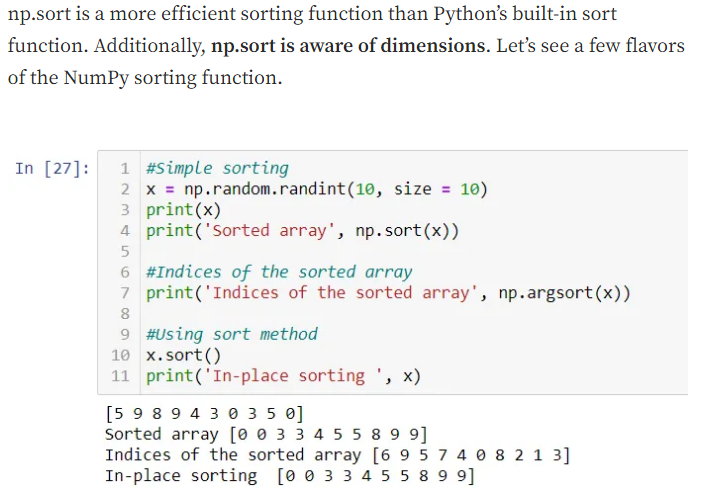 np.sort is a more efficient sorting function than Python’s built-in sort
function. Additionally, np.sort is aware of dimensions. Let’s see a few flavors
of the NumPy sorting function.
In [27]:
1 #Simple sorting
2 x = np.random.randint(10, size = 10)
3 print(x)
4 print('Sorted array', np.sort(x))
5
6 #Indices of the sorted array
7 print('Indices of the sorted array', np.argsort(x))
8
9 #Using sort method
10 x.sort()
11 print('In-place sorting ', x)
[5 9 8 9 4 3 0 3 5 0]
Sorted array [0 0 3 3 4 5 5 8 9 9]
Indices of the sorted array [6 9 5 7 4 0 8 2 1 3]
In-place sorting  [0 0 3 3 4 5 5 8 9 9]